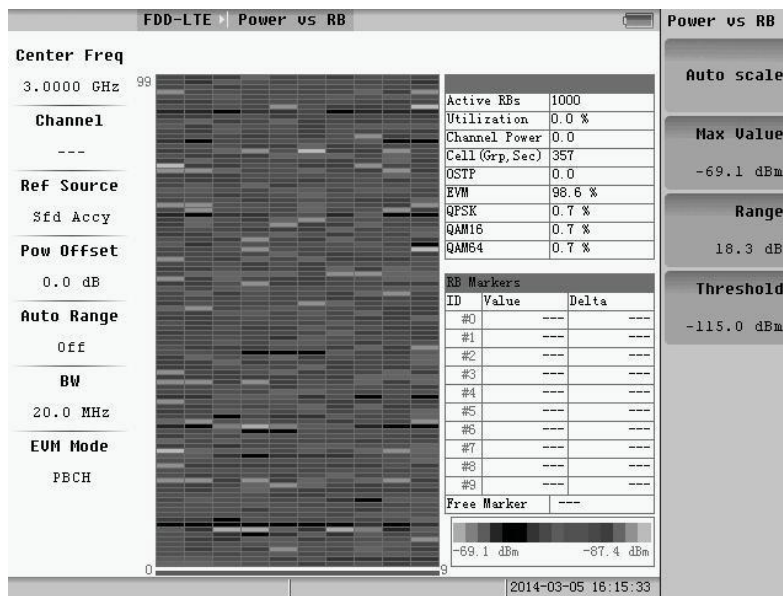 FDD-LTE Power vs RB
Power vs RB
Center Freq
3.0000 GHz
Channel
---
Ref Source
Sfd Accy
Pow Offset
0.0 dB
Auto Range
Off
BW
20.0 MHz
EVM Mode
PBCH
99
0
9
Active RBs 1000
Utilization 0.0 %
Channel Power 0.0
Cell(Grp,Sec) 357
OSTP 0.0
EVM 98.6 %
QPSK 0.7 %
QAM16 0.7 %
QAM64 0.7 %
RB Markers
ID Value Delta
#0 --- ---
#1 --- ---
#2 --- ---
#3 --- ---
#4 --- ---
#5 --- ---
#6 --- ---
#7 --- ---
#8 --- ---
#9 --- ---
Free Marker ---
-69.1 dBm -87.4 dBm
Auto scale
Max Value
-69.1 dBm
Range
18.3 dB
Threshold
-115.0 dBm
2014-03-05 16:15:33